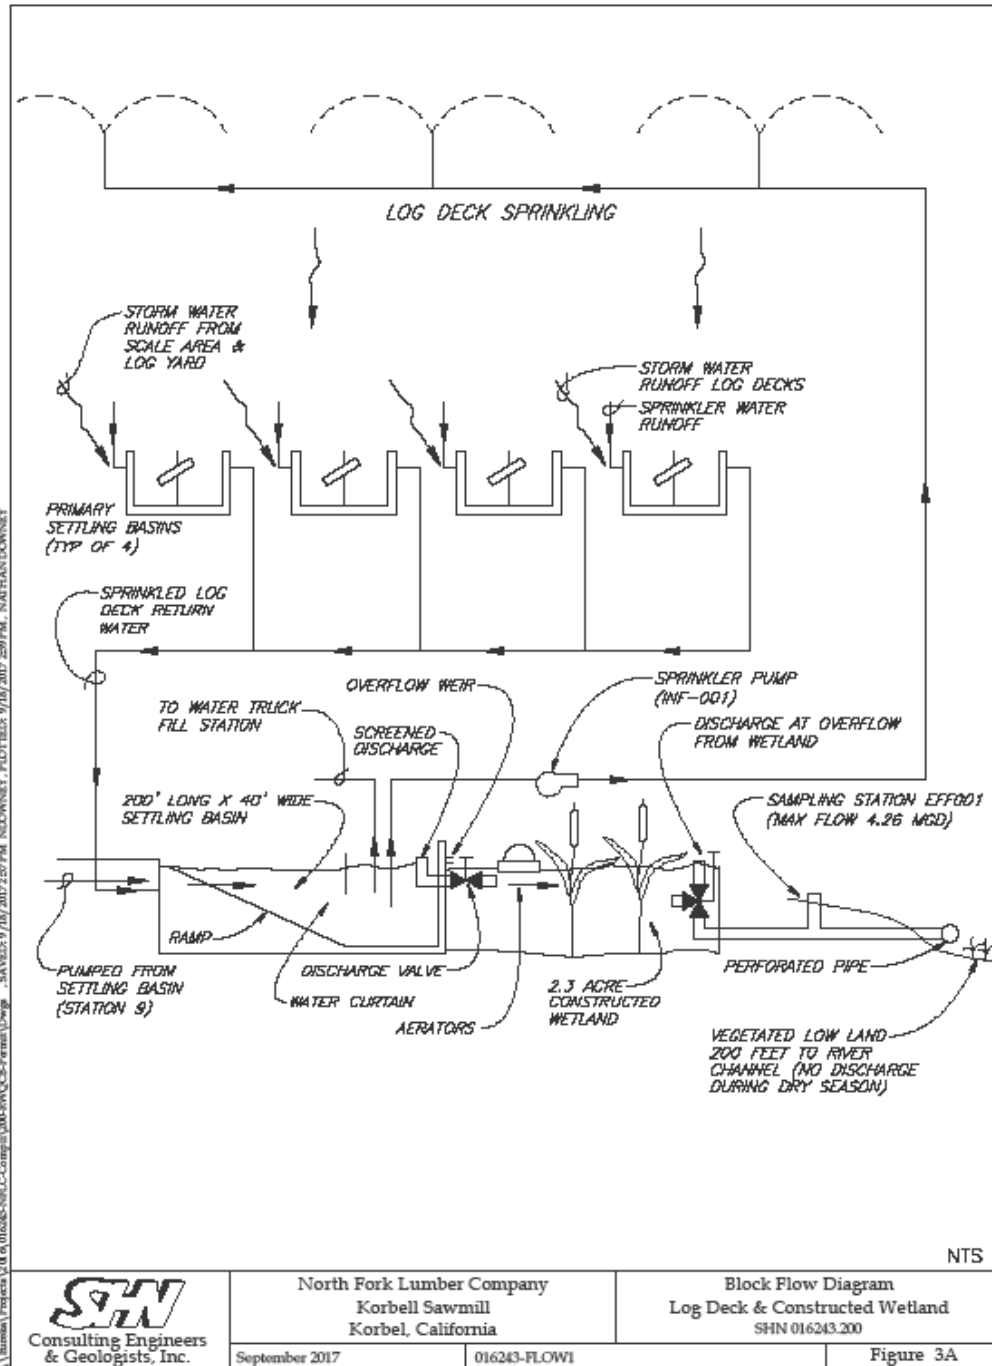 LOG DECK SPRINKLING
STORM WATER
RUNOFF FROM
SCALE AREA &
LOG YARD
STORM WATER
RUNOFF LOG DECKS
SPRINKLER WATER
RUNOFF
PRIMARY
SETTLING BASINS
(TYP OF 4)
SPRINKLED LOG
DECK RETURN
WATER
OVERFLOW WEIR
SPRINKLER PUMP
(INF-001)
TO WATER TRUCK
FILL STATION
SCREENED
DISCHARGE
DISCHARGE AT OVERFLOW
FROM WETLAND
200' LONG X 40' WIDE
SETTLING BASIN
SAMPLING STATION EFF001
(MAX FLOW 4.26 MGD)
RAMP
PUMPED FROM
SETTLING BASIN
(STATION 9)
DISCHARGE VALVE
WATER CURTAIN
AERATORS
2.3 ACRE
CONSTRUCTED
WETLAND
PERFORATED PIPE
VEGETATED LOW LAND
200 FEET TO RIVER
CHANNEL (NO DISCHARGE
DURING DRY SEASON)
NTS
SHN
Consulting Engineers
& Geologists, Inc.
North Fork Lumber Company
Korbell Sawmill
Korbel, California
Block Flow Diagram
Log Deck & Constructed Wetland
SHN 016243.200
September 2017
016243-FLOW1
Figure 3A